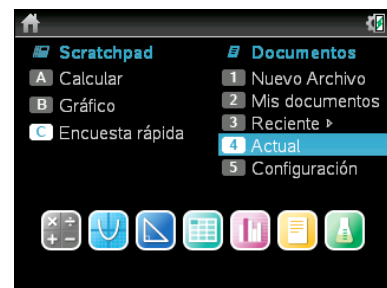 Scratchpad
A Calcular
B Gráfico
C Encuesta rápida
Documentos
1 Nuevo Archivo
2 Mis documentos
3 Reciente ▹
4 Actual
5 Configuración